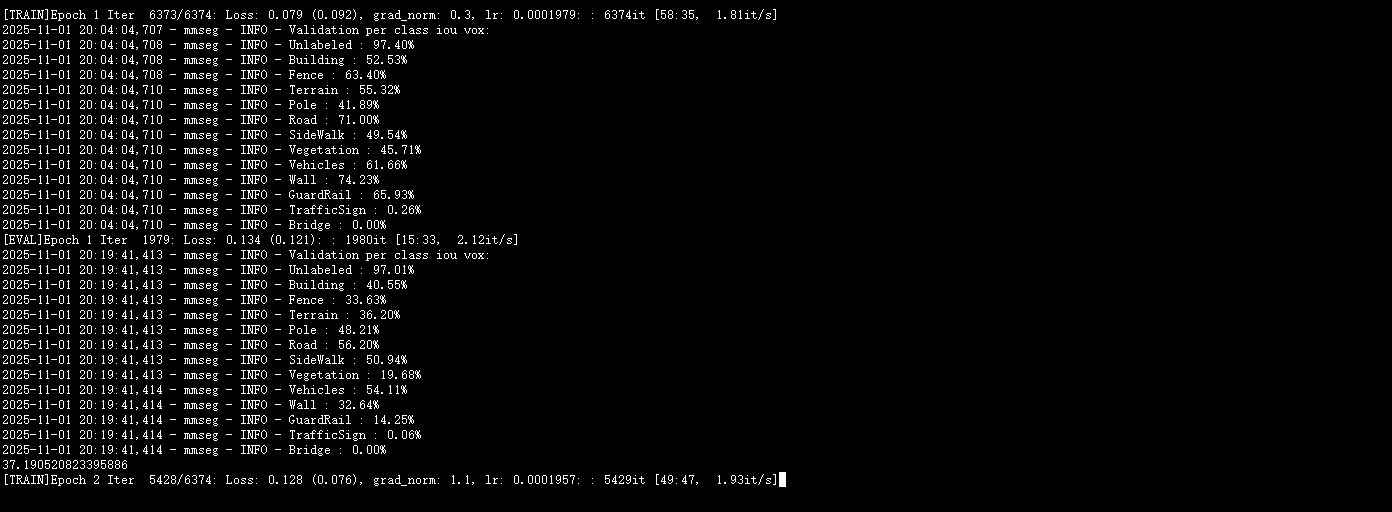 [TRAIN]Epoch 1 Iter  6373/6374: Loss: 0.079 (0.092), grad_norm: 0.3, lr: 0.0001979: : 6374it [58:35,  1.81it/s]
2025-11-01 20:04:04,707 - mmseg - INFO - Validation per class iou vox:
2025-11-01 20:04:04,708 - mmseg - INFO - Unlabeled : 97.40%
2025-11-01 20:04:04,708 - mmseg - INFO - Building : 52.53%
2025-11-01 20:04:04,708 - mmseg - INFO - Fence : 63.40%
2025-11-01 20:04:04,710 - mmseg - INFO - Terrain : 55.32%
2025-11-01 20:04:04,710 - mmseg - INFO - Pole : 41.89%
2025-11-01 20:04:04,710 - mmseg - INFO - Road : 71.00%
2025-11-01 20:04:04,710 - mmseg - INFO - SideWalk : 49.54%
2025-11-01 20:04:04,710 - mmseg - INFO - Vegetation : 45.71%
2025-11-01 20:04:04,710 - mmseg - INFO - Vehicles : 61.66%
2025-11-01 20:04:04,710 - mmseg - INFO - Wall : 74.23%
2025-11-01 20:04:04,710 - mmseg - INFO - GuardRail : 65.93%
2025-11-01 20:04:04,710 - mmseg - INFO - TrafficSign : 0.26%
2025-11-01 20:04:04,710 - mmseg - INFO - Bridge : 0.00%
[EVAL]Epoch 1 Iter  1979: Loss: 0.134 (0.121): : 1980it [15:33,  2.12it/s]
2025-11-01 20:19:41,413 - mmseg - INFO - Validation per class iou vox:
2025-11-01 20:19:41,413 - mmseg - INFO - Unlabeled : 97.01%
2025-11-01 20:19:41,413 - mmseg - INFO - Building : 40.55%
2025-11-01 20:19:41,413 - mmseg - INFO - Fence : 33.63%
2025-11-01 20:19:41,413 - mmseg - INFO - Terrain : 36.20%
2025-11-01 20:19:41,413 - mmseg - INFO - Pole : 48.21%
2025-11-01 20:19:41,413 - mmseg - INFO - Road : 56.20%
2025-11-01 20:19:41,413 - mmseg - INFO - SideWalk : 50.94%
2025-11-01 20:19:41,413 - mmseg - INFO - Vegetation : 19.68%
2025-11-01 20:19:41,414 - mmseg - INFO - Vehicles : 54.11%
2025-11-01 20:19:41,414 - mmseg - INFO - Wall : 32.64%
2025-11-01 20:19:41,414 - mmseg - INFO - GuardRail : 14.25%
2025-11-01 20:19:41,414 - mmseg - INFO - TrafficSign : 0.06%
2025-11-01 20:19:41,414 - mmseg - INFO - Bridge : 0.00%
37.190520823395886
[TRAIN]Epoch 2 Iter  5428/6374: Loss: 0.128 (0.076), grad_norm: 1.1, lr: 0.0001957: : 5429it [49:47,  1.93it/s]